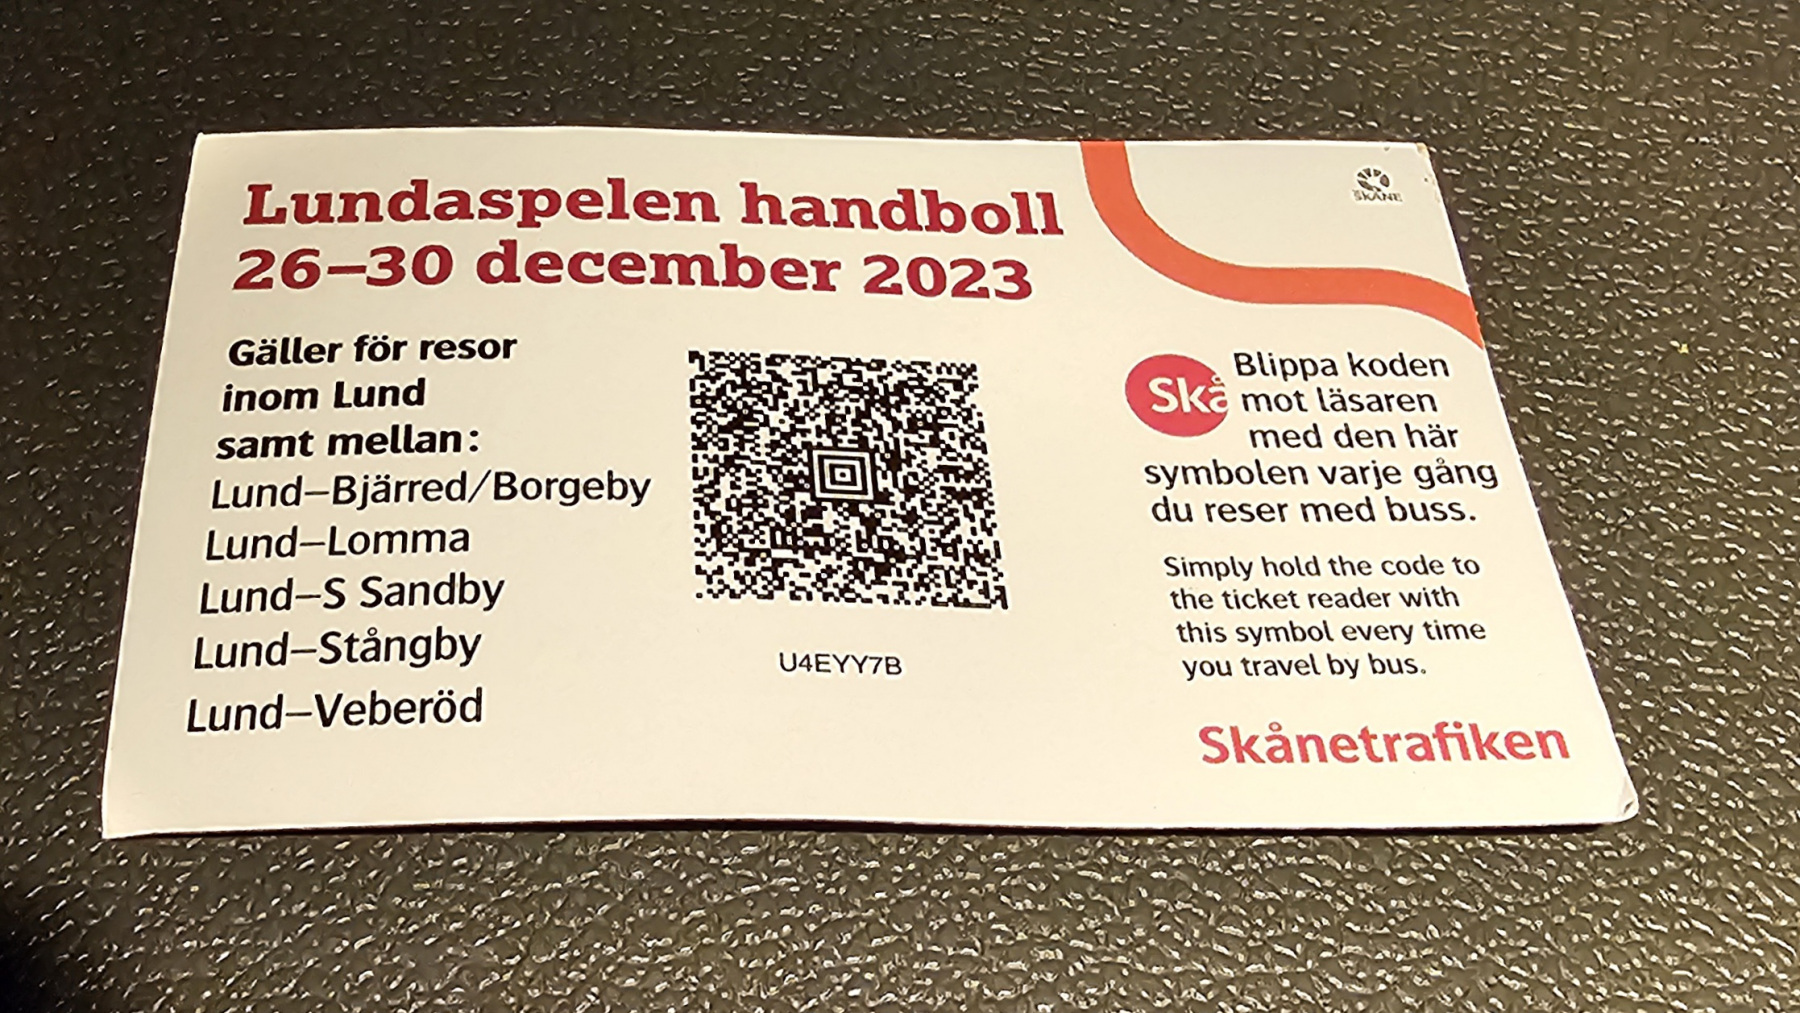 Lundaspelen handboll
26–30 december 2023
SKÅNE
Gäller för resor
inom Lund
samt mellan:
Lund–Bjärred/Borgeby
Lund–Lomma
Lund–S Sandby
Lund–Stångby
Lund–Veberöd
U4EYY7B
Skå
Blippa koden
mot läsaren
med den här
symbolen varje gång
du reser med buss.
Simply hold the code to
the ticket reader with
this symbol every time
you travel by bus.
Skånetrafiken